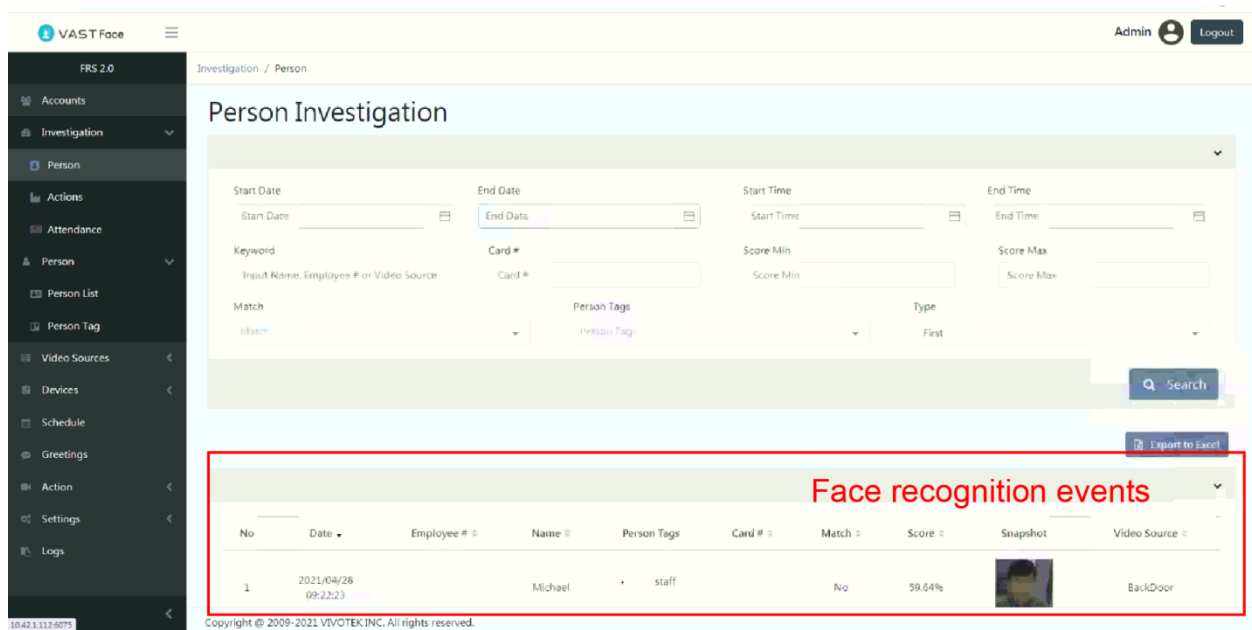 VAST Face
Admin
Logout
FRS 2.0
Investigation / Person
Accounts
Investigation
Person
Actions
Attendance
Person
Person List
Person Tag
Video Sources
Devices
Schedule
Greetings
Action
Settings
Logs
10.42.1.112:6075
Person Investigation
Start Date End Date Start Time End Time
Start Date End Date Start Time End Time
Keyword Card # Score Min Score Max
Input Name, Employee # or Video Source Card # Score Min Score Max
Match Person Tags Type
Match Person Tags First
Search
Export to Excel
Face recognition events
No Date Employee # Name Person Tags Card # Match Score Snapshot Video Source
1 2021/04/28 09:22:23 Michael • staff No 59.64% BackDoor
Copyright @ 2009-2021 VIVOTEK INC. All rights reserved.